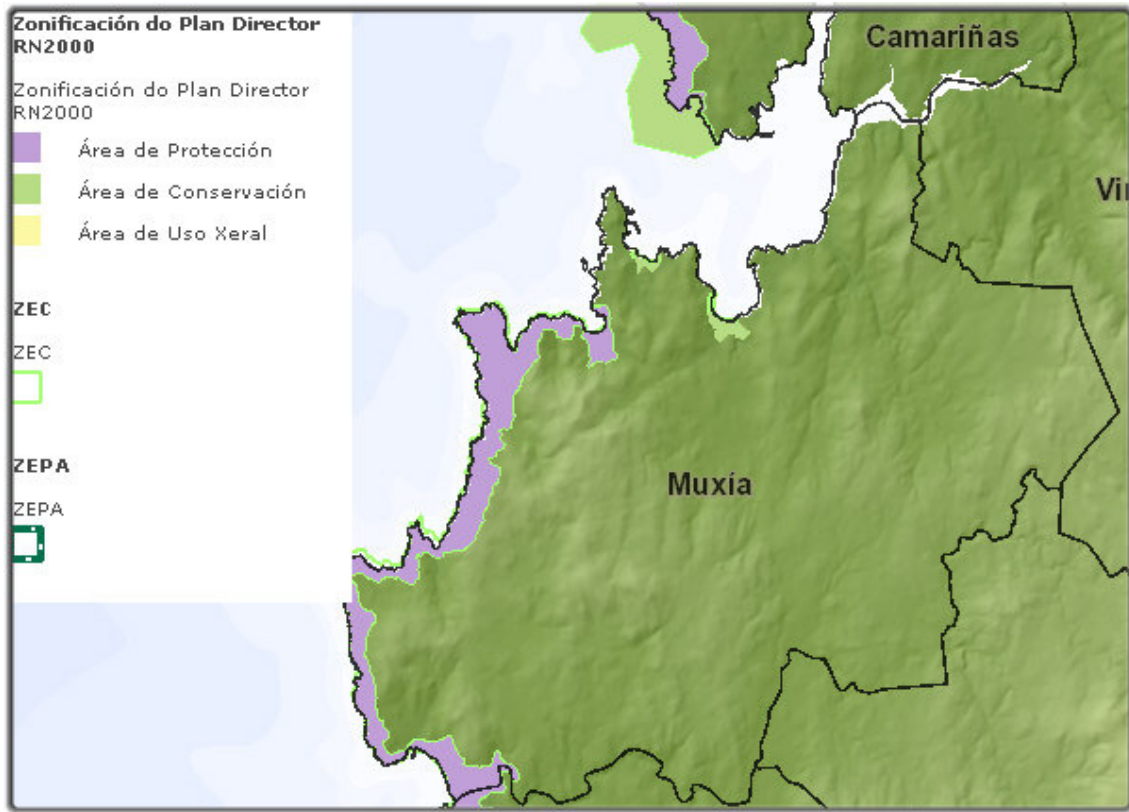 Zonificación do Plan Director
RN2000
Zonificación do Plan Director
RN2000
Área de Protección
Área de Conservación
Área de Uso Xeral
ZEC
ZEC
ZEPA
ZEPA
Camariñas
Vi
Muxía